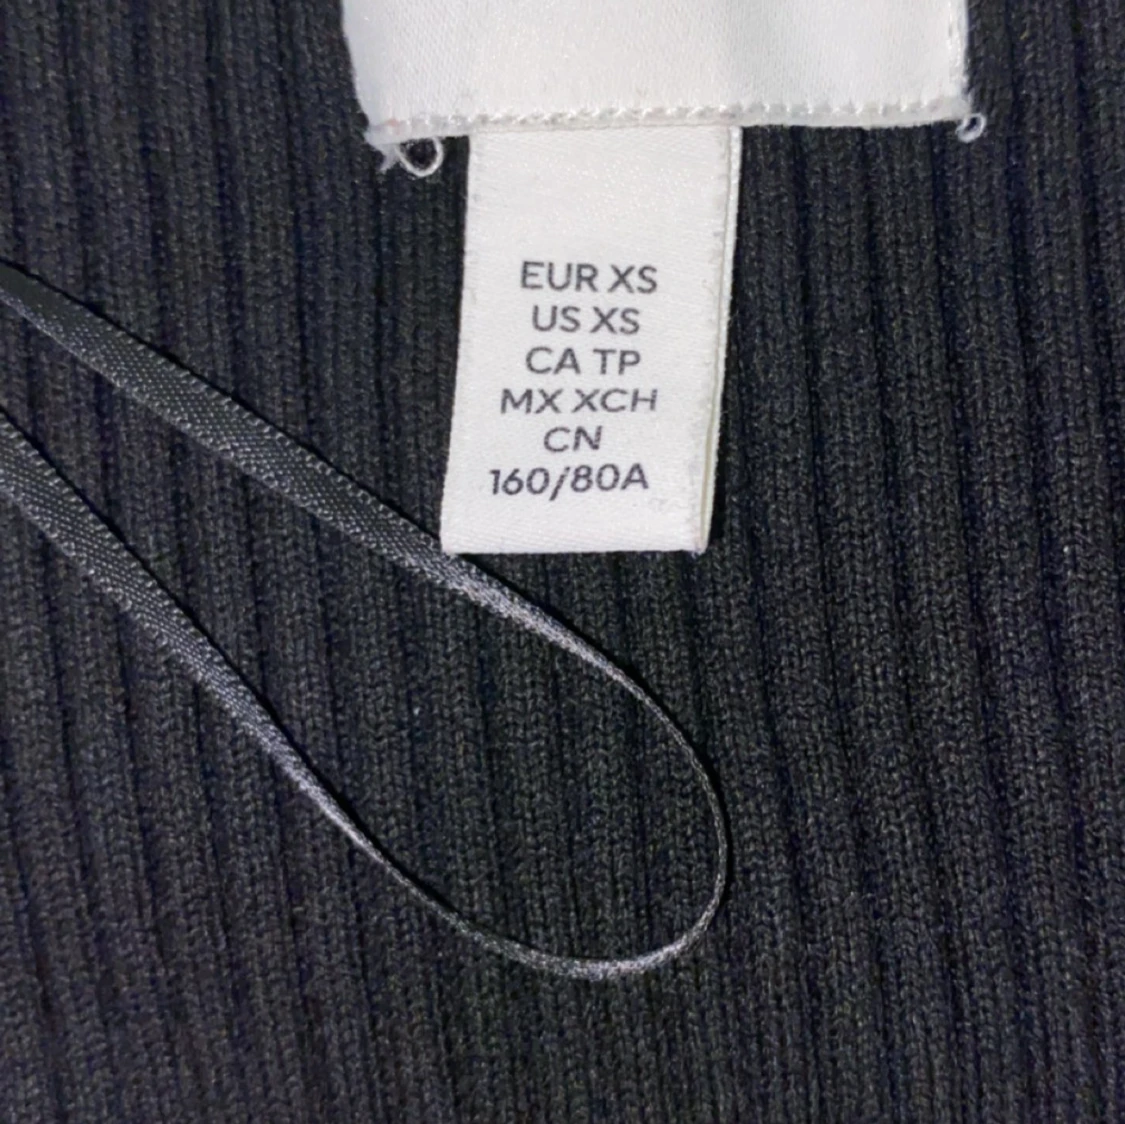 EUR XS
US XS
CA TP
MX XCH
CN
160/80A